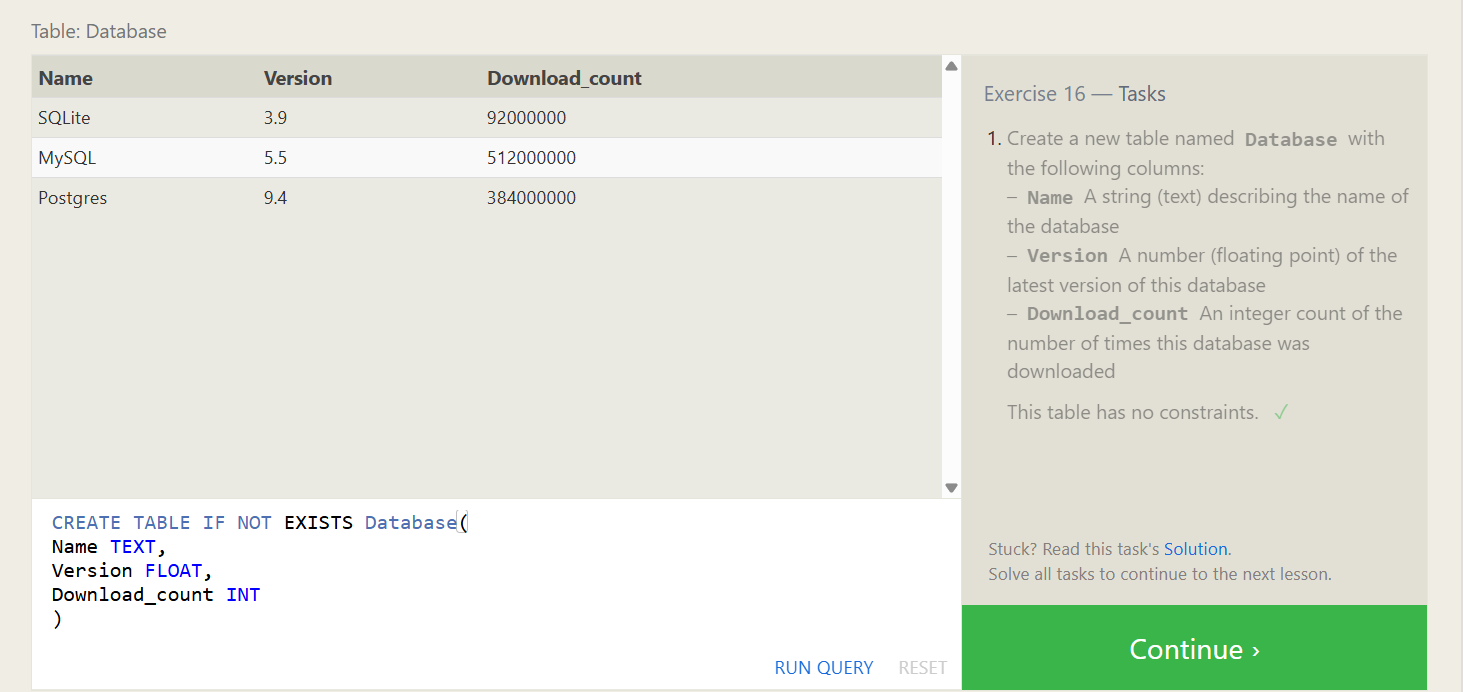 Table: Database
Name Version Download_count
SQLite 3.9 92000000
MySQL 5.5 512000000
Postgres 9.4 384000000
CREATE TABLE IF NOT EXISTS Database(
Name TEXT,
Version FLOAT,
Download_count INT
)
RUN QUERY RESET
Exercise 16 — Tasks
1. Create a new table named Database with
the following columns:
– Name A string (text) describing the name of
the database
– Version A number (floating point) of the
latest version of this database
– Download_count An integer count of the
number of times this database was
downloaded
This table has no constraints. ✓
Stuck? Read this task's Solution.
Solve all tasks to continue to the next lesson.
Continue ›